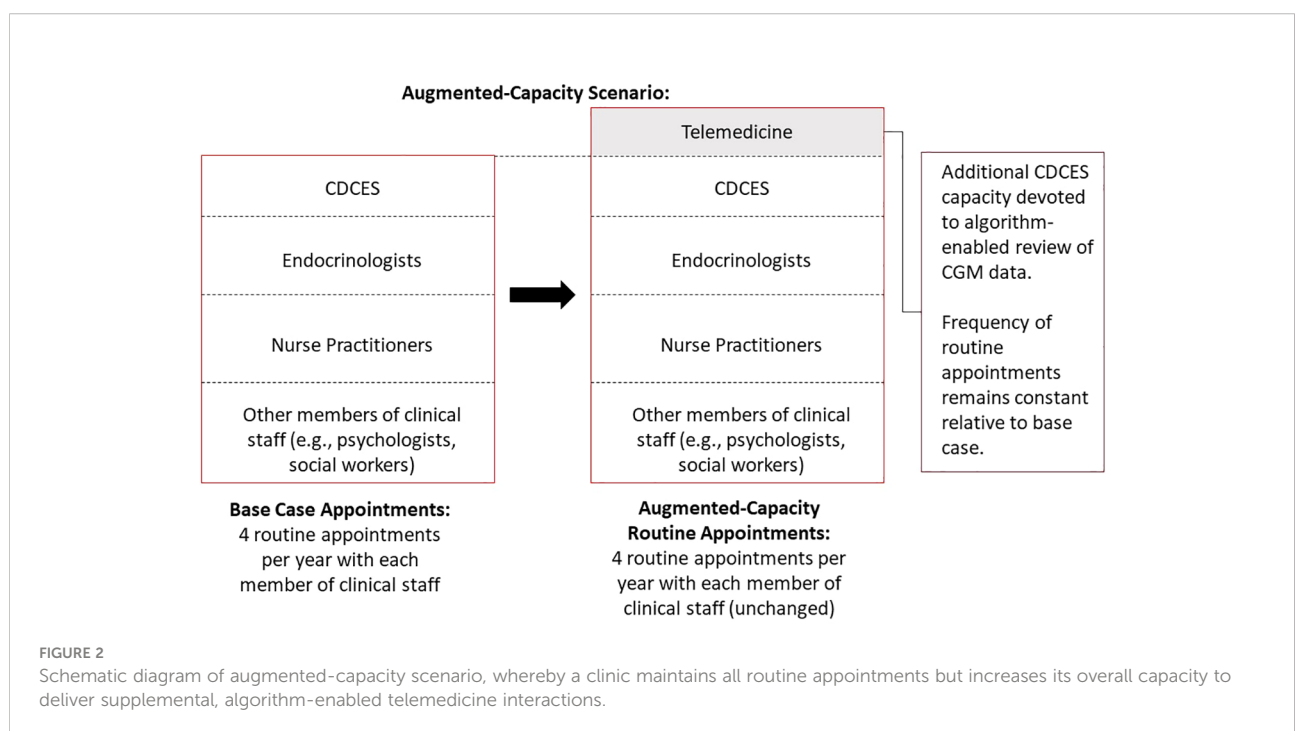 Augmented-Capacity Scenario:
CDCES
Endocrinologists
Nurse Practitioners
Other members of clinical
staff (e.g., psychologists,
social workers)
Base Case Appointments:
4 routine appointments
per year with each
member of clinical staff
Telemedicine
CDCES
Endocrinologists
Nurse Practitioners
Other members of clinical
staff (e.g., psychologists,
social workers)
Augmented-Capacity
Routine Appointments:
4 routine appointments per
year with each member of
clinical staff (unchanged)
Additional CDCES
capacity devoted
to algorithm-
enabled review of
CGM data.
Frequency of
routine
appointments
remains constant
relative to base
case.
FIGURE 2
Schematic diagram of augmented-capacity scenario, whereby a clinic maintains all routine appointments but increases its overall capacity to
deliver supplemental, algorithm-enabled telemedicine interactions.